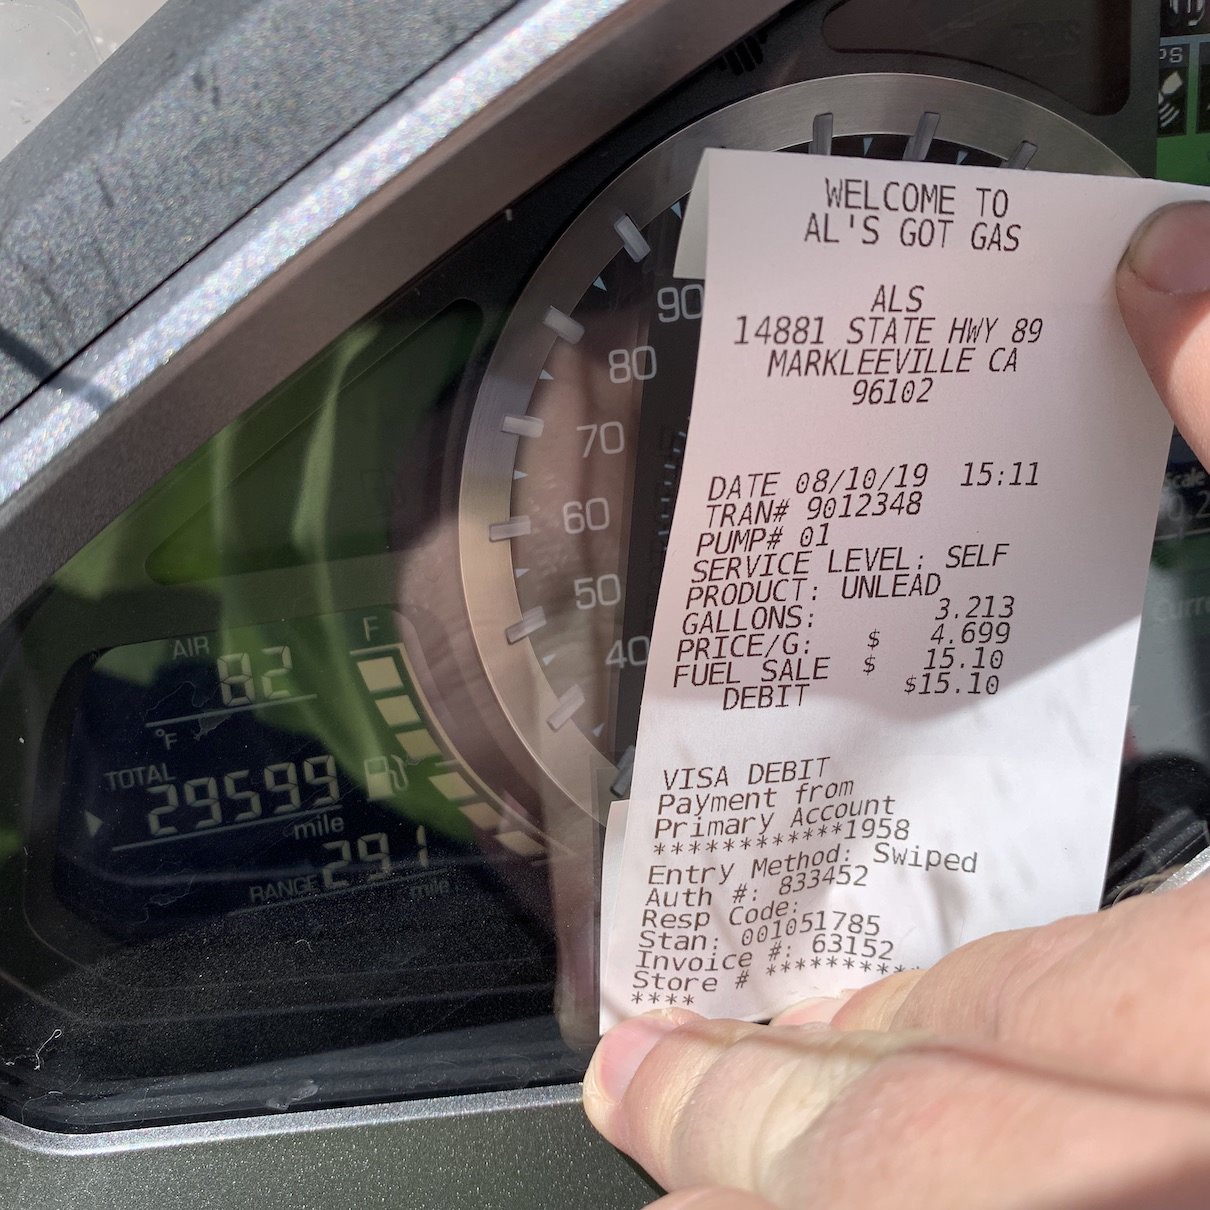 WELCOME TO
AL'S GOT GAS
ALS
14881 STATE HWY 89
MARKLEEVILLE CA
96102
DATE 08/10/19 15:11
TRAN# 9012348
PUMP# 01
SERVICE LEVEL: SELF
PRODUCT: UNLEAD
GALLONS: 3.213
PRICE/G: $ 4.699
FUEL SALE $ 15.10
DEBIT $15.10
VISA DEBIT
Payment from
Primary Account
************1958
Entry Method: Swiped
Auth #: 833452
Resp Code:
Stan: 001051785
Invoice #: 63152
Store # *********
****
90
80
70
60
50
40
AIR 82
°F
F
TOTAL
29599
mile
RANGE 291
mile
Scale